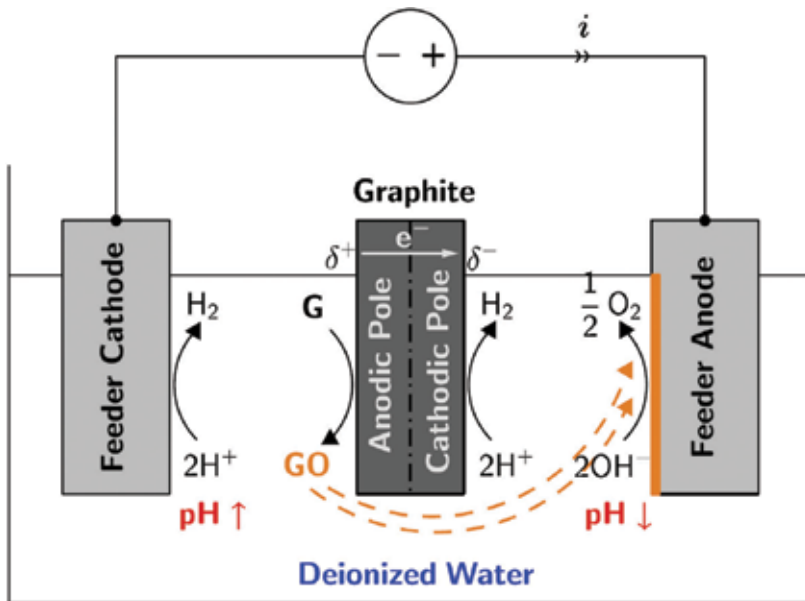 i
− +
Graphite
δ+ e− δ−
Feeder Cathode
Anodic Pole
Cathodic Pole
Feeder Anode
H₂
G
H₂
1/2 O₂
2H⁺
GO
2H⁺
2OH⁻
pH ↑
pH ↓
Deionized Water